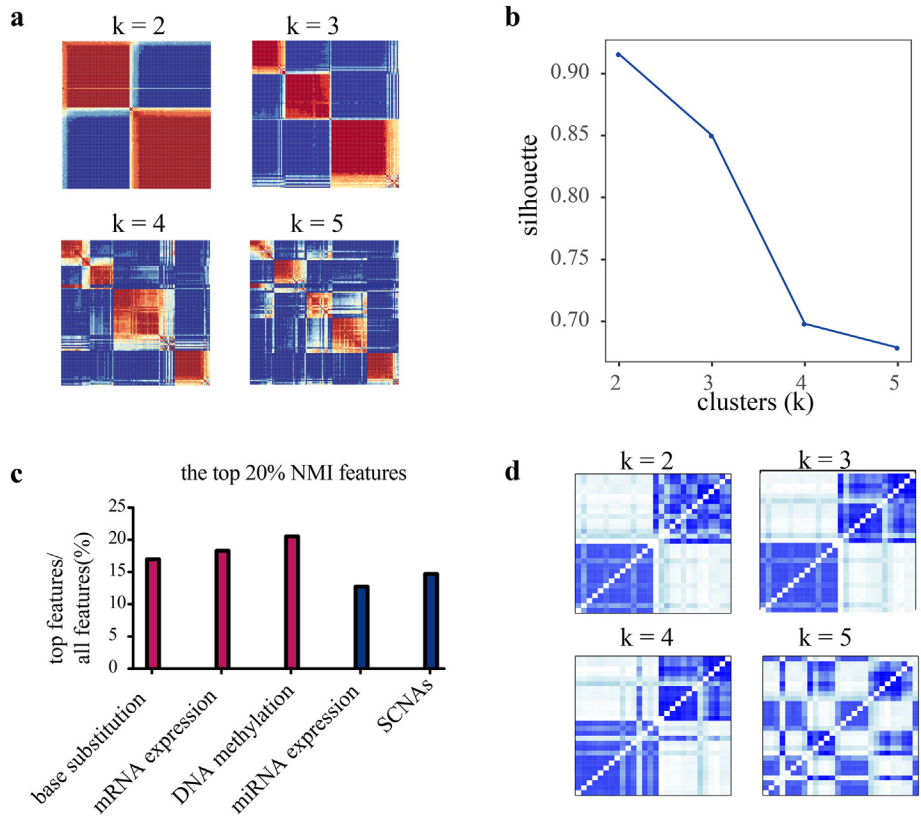 a
k = 2
k = 3
k = 4
k = 5
b
silhouette
0.90
0.85
0.80
0.75
0.70
2
3
4
5
clusters (k)
c
the top 20% NMI features
top features/
all features(%)
25
20
15
10
5
0
base substitution
mRNA expression
DNA methylation
miRNA expression
SCNAs
d
k = 2
k = 3
k = 4
k = 5